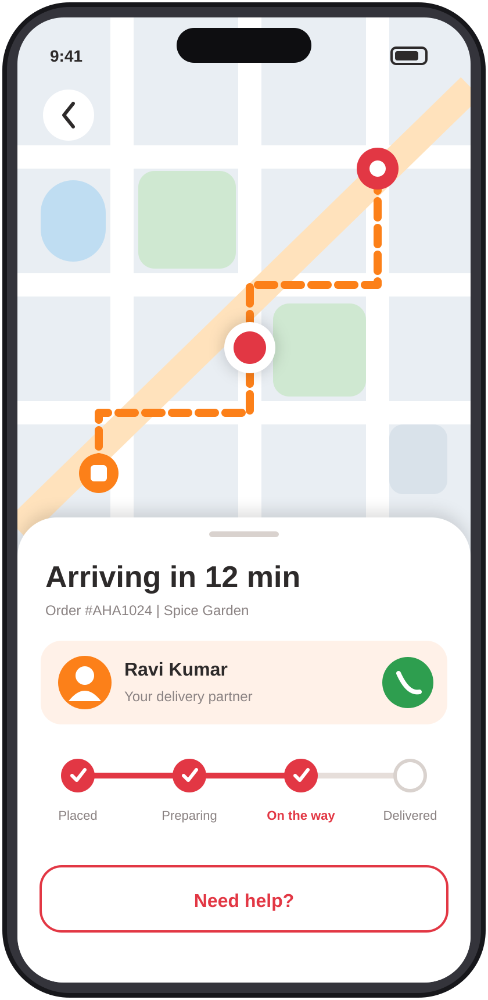 9:41
Arriving in 12 min
Order #AHA1024 | Spice Garden
Ravi Kumar
Your delivery partner
Placed
Preparing
On the way
Delivered
Need help?